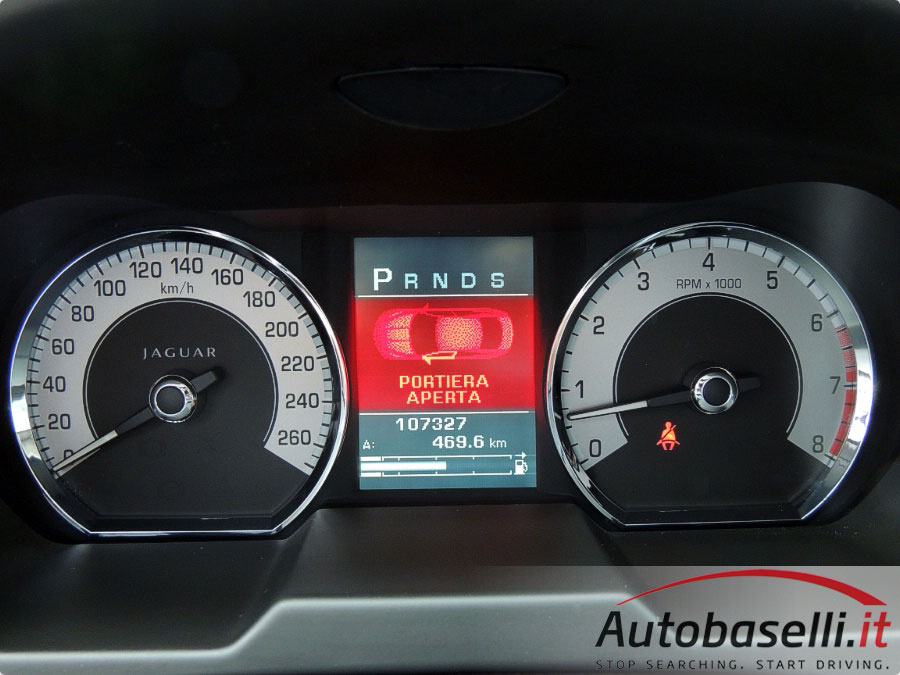 0
20
40
60
80
100
120
140
160
180
200
220
240
260
km/h
JAGUAR
P R N D S
PORTIERA
APERTA
107327
A: 469.6 km
0
1
2
3
4
5
6
7
8
RPM x 1000
Autobaselli.it
STOP SEARCHING. START DRIVING.